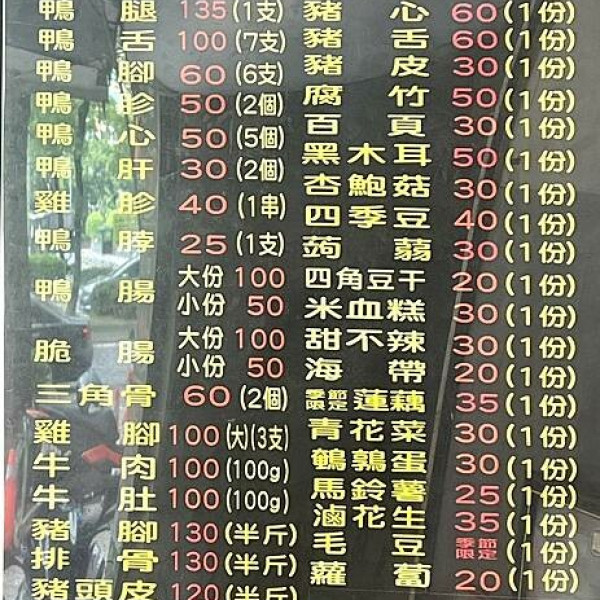 鴨腿 135(1支)
鴨舌 100(7支)
鴨腳 60(6支)
鴨胗 50(2個)
鴨心 50(5個)
鴨肝 30(2個)
雞胗 40(1串)
鴨脖 25(1支)
鴨腸 大份 100
小份 50
脆腸 大份 100
小份 50
三角骨 60(2個)
雞腳 100(大)(3支)
牛肉 100(100g)
牛肚 100(100g)
豬腳 130(半斤)
排骨 130(半斤)
豬頭皮 120(半斤)
豬心 60(1份)
豬舌 60(1份)
豬皮 30(1份)
腐竹 50(1份)
百頁 30(1份)
黑木耳 50(1份)
杏鮑菇 30(1份)
四季豆 40(1份)
蒟蒻 30(1份)
四角豆干 20(1份)
米血糕 30(1份)
甜不辣 30(1份)
海帶 20(1份)
季節限定 蓮藕 35(1份)
青花菜 30(1份)
鵪鶉蛋 30(1份)
馬鈴薯 25(1份)
滷花生 35(1份)
毛豆 季節限定 (1份)
蘿蔔 20(1份)